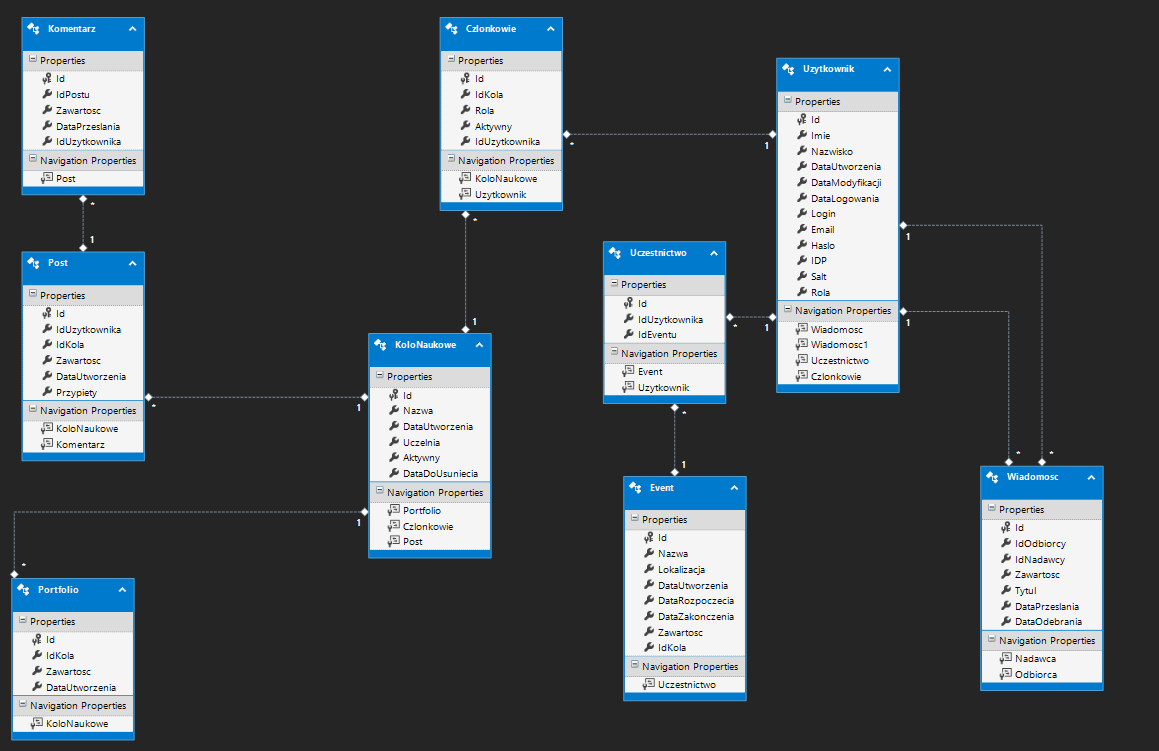 Komentarz
Properties
Id
IdPostu
Zawartosc
DataPrzeslania
IdUzytkownika
Navigation Properties
Post
*
1
Post
Properties
Id
IdUzytkownika
IdKola
Zawartosc
DataUtworzenia
Przypiety
Navigation Properties
KoloNaukowe
Komentarz
*
1
Czlonkowie
Properties
Id
IdKola
Rola
Aktywny
IdUzytkownika
Navigation Properties
KoloNaukowe
Uzytkownik
*
1
*
1
KoloNaukowe
Properties
Id
Nazwa
DataUtworzenia
Uczelnia
Aktywny
DataDoUsuniecia
Navigation Properties
Portfolio
Czlonkowie
Post
1
*
Portfolio
Properties
Id
IdKola
Zawartosc
DataUtworzenia
Navigation Properties
KoloNaukowe
Uzytkownik
Properties
Id
Imie
Nazwisko
DataUtworzenia
DataModyfikacji
DataLogowania
Login
Email
Haslo
IDP
Salt
Rola
Navigation Properties
Wiadomosc
Wiadomosc1
Uczestnictwo
Czlonkowie
1
1
Uczestnictwo
Properties
Id
IdUzytkownika
IdEventu
Navigation Properties
Event
Uzytkownik
*
1
*
1
Event
Properties
Id
Nazwa
Lokalizacja
DataUtworzenia
DataRozpoczecia
DataZakonczenia
Zawartosc
IdKola
Navigation Properties
Uczestnictwo
*
*
Wiadomosc
Properties
Id
IdOdbiorcy
IdNadawcy
Zawartosc
Tytul
DataPrzeslania
DataOdebrania
Navigation Properties
Nadawca
Odbiorca